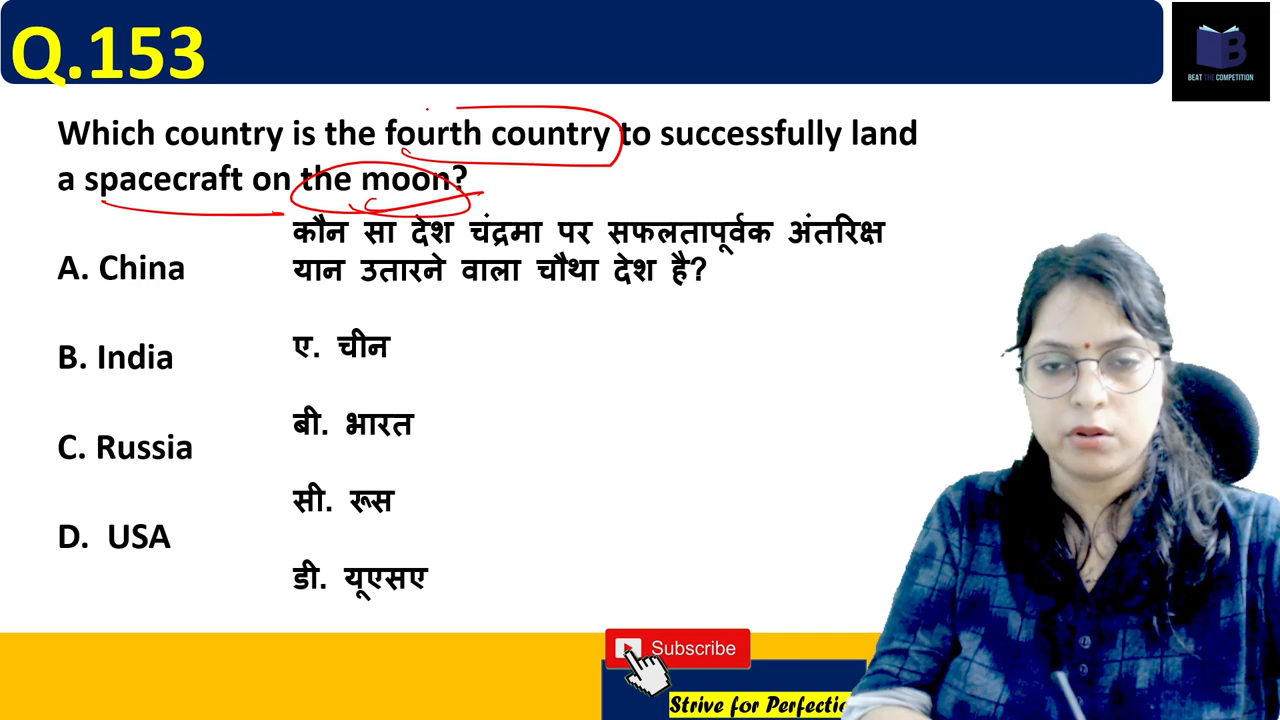 Q.153
BEAT THE COMPETITION
Which country is the fourth country to successfully land
a spacecraft on the moon?
कौन सा देश चंद्रमा पर सफलतापूर्वक अंतरिक्ष
यान उतारने वाला चौथा देश है?
A. China
B. India
C. Russia
D. USA
ए. चीन
बी. भारत
सी. रूस
डी. यूएसए
Subscribe
Strive for Perfectio